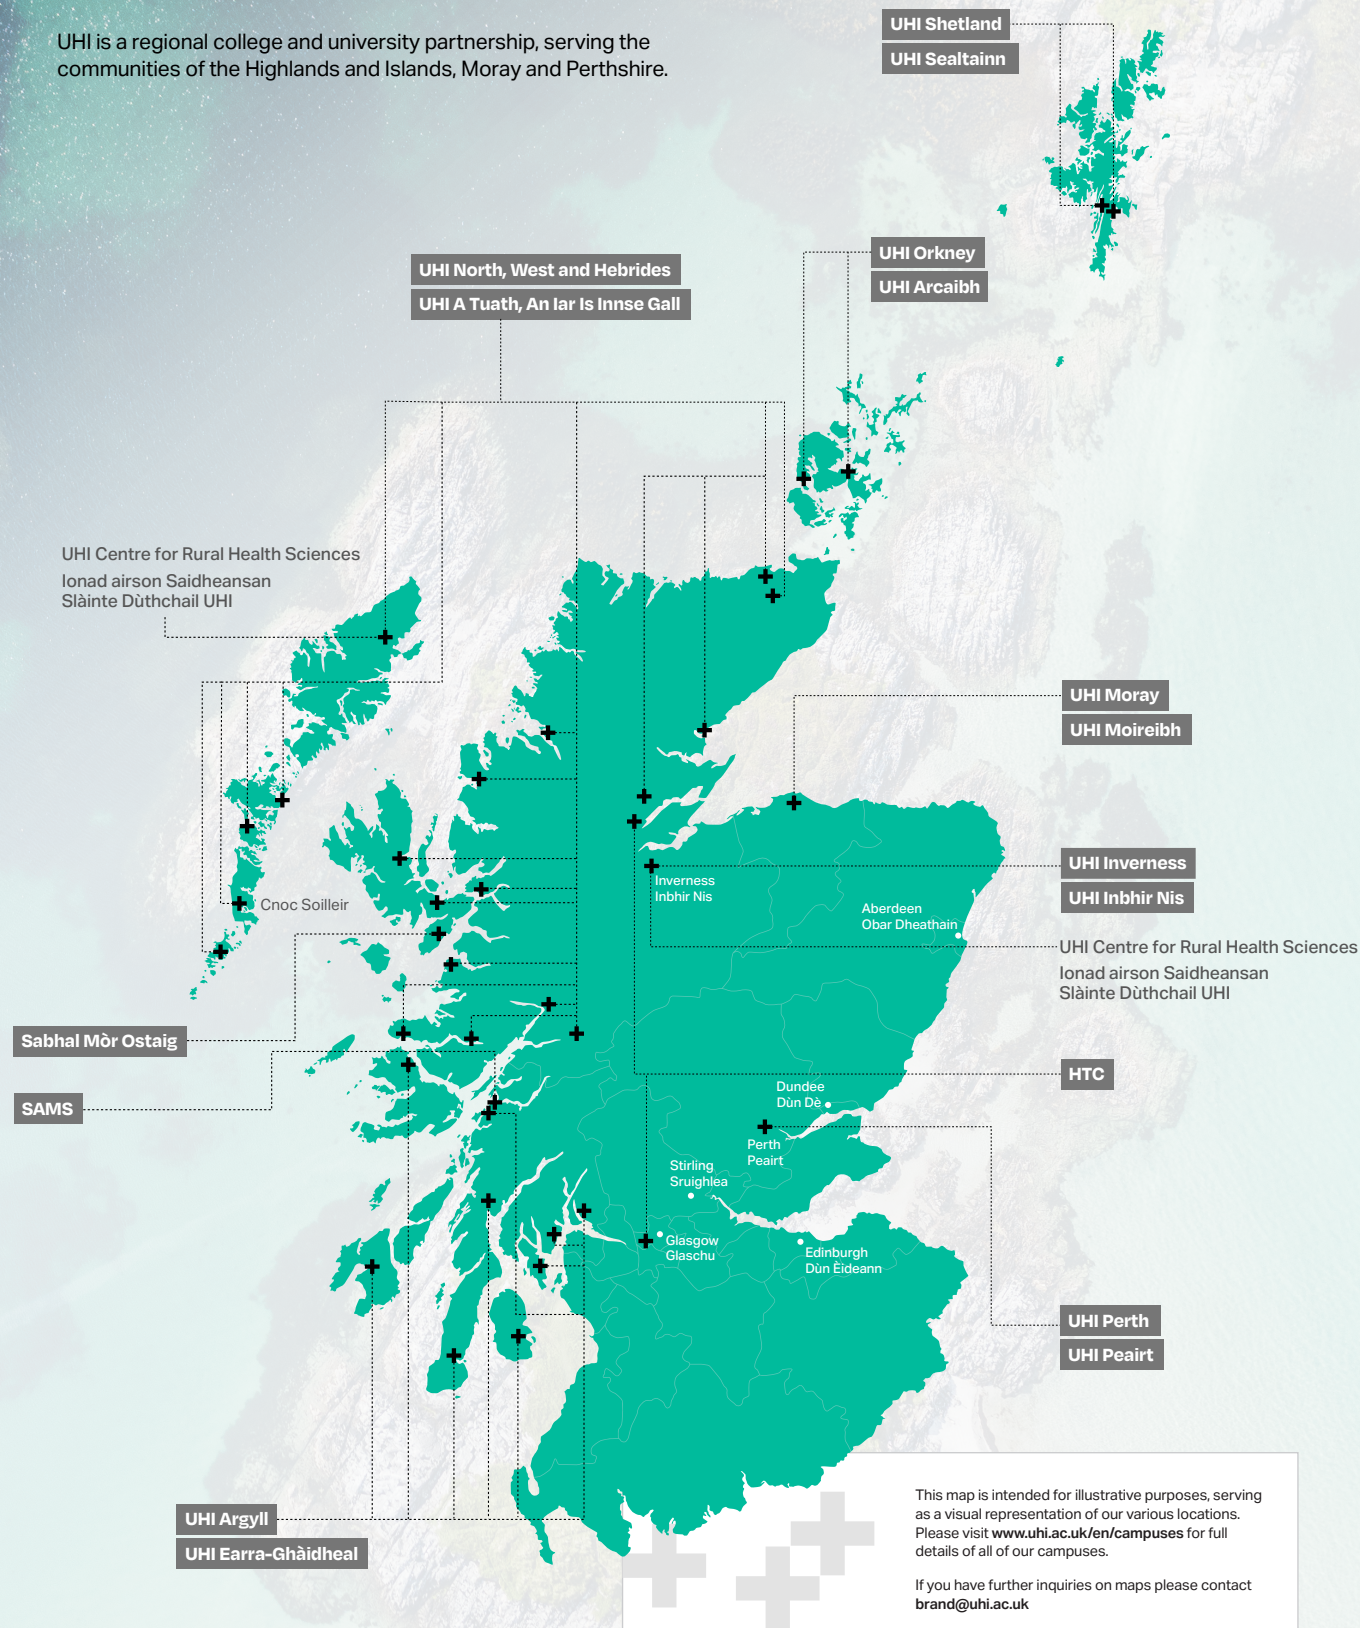 UHI is a regional college and university partnership, serving the
communities of the Highlands and Islands, Moray and Perthshire.
UHI Shetland
UHI Sealtainn
UHI Orkney
UHI Arcaibh
UHI North, West and Hebrides
UHI A Tuath, An Iar Is Innse Gall
UHI Centre for Rural Health Sciences
Ionad airson Saidheansan
Slàinte Dùthchail UHI
UHI Moray
UHI Moireibh
UHI Inverness
UHI Inbhir Nis
Inverness
Inbhir Nis
Cnoc Soilleir
Aberdeen
Obar Dheathain
UHI Centre for Rural Health Sciences
Ionad airson Saidheansan
Slàinte Dùthchail UHI
Sabhal Mòr Ostaig
HTC
SAMS
Dundee
Dùn Dè
Perth
Peairt
Stirling
Sruighlea
Glasgow
Glaschu
Edinburgh
Dùn Èideann
UHI Perth
UHI Peairt
UHI Argyll
UHI Earra-Ghàidheal
This map is intended for illustrative purposes, serving
as a visual representation of our various locations.
Please visit www.uhi.ac.uk/en/campuses for full
details of all of our campuses.
If you have further inquiries on maps please contact
brand@uhi.ac.uk